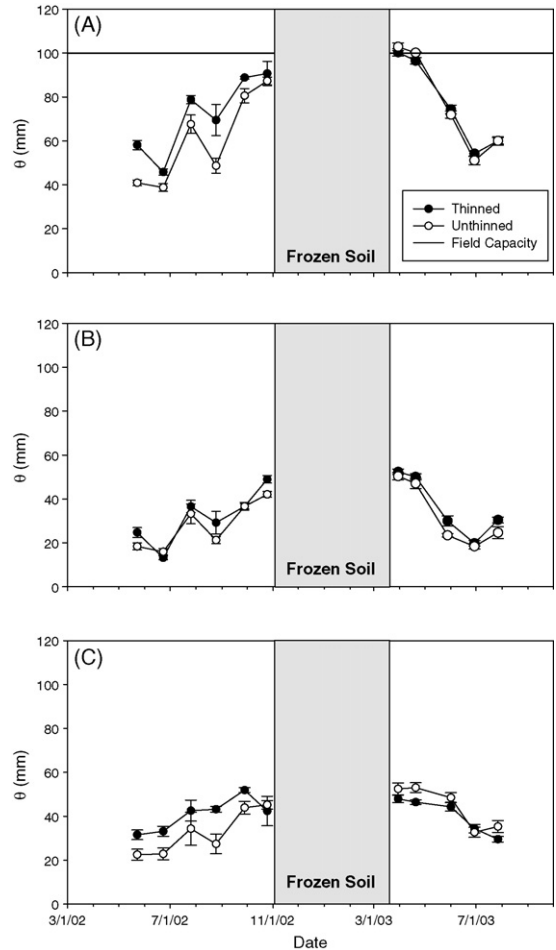 (A)
120
100
80
60
40
20
0
θ (mm)
Thinned
Unthinned
Field Capacity
Frozen Soil
(B)
120
100
80
60
40
20
0
θ (mm)
Frozen Soil
(C)
120
100
80
60
40
20
0
θ (mm)
Frozen Soil
3/1/02 7/1/02 11/1/02 3/1/03 7/1/03
Date